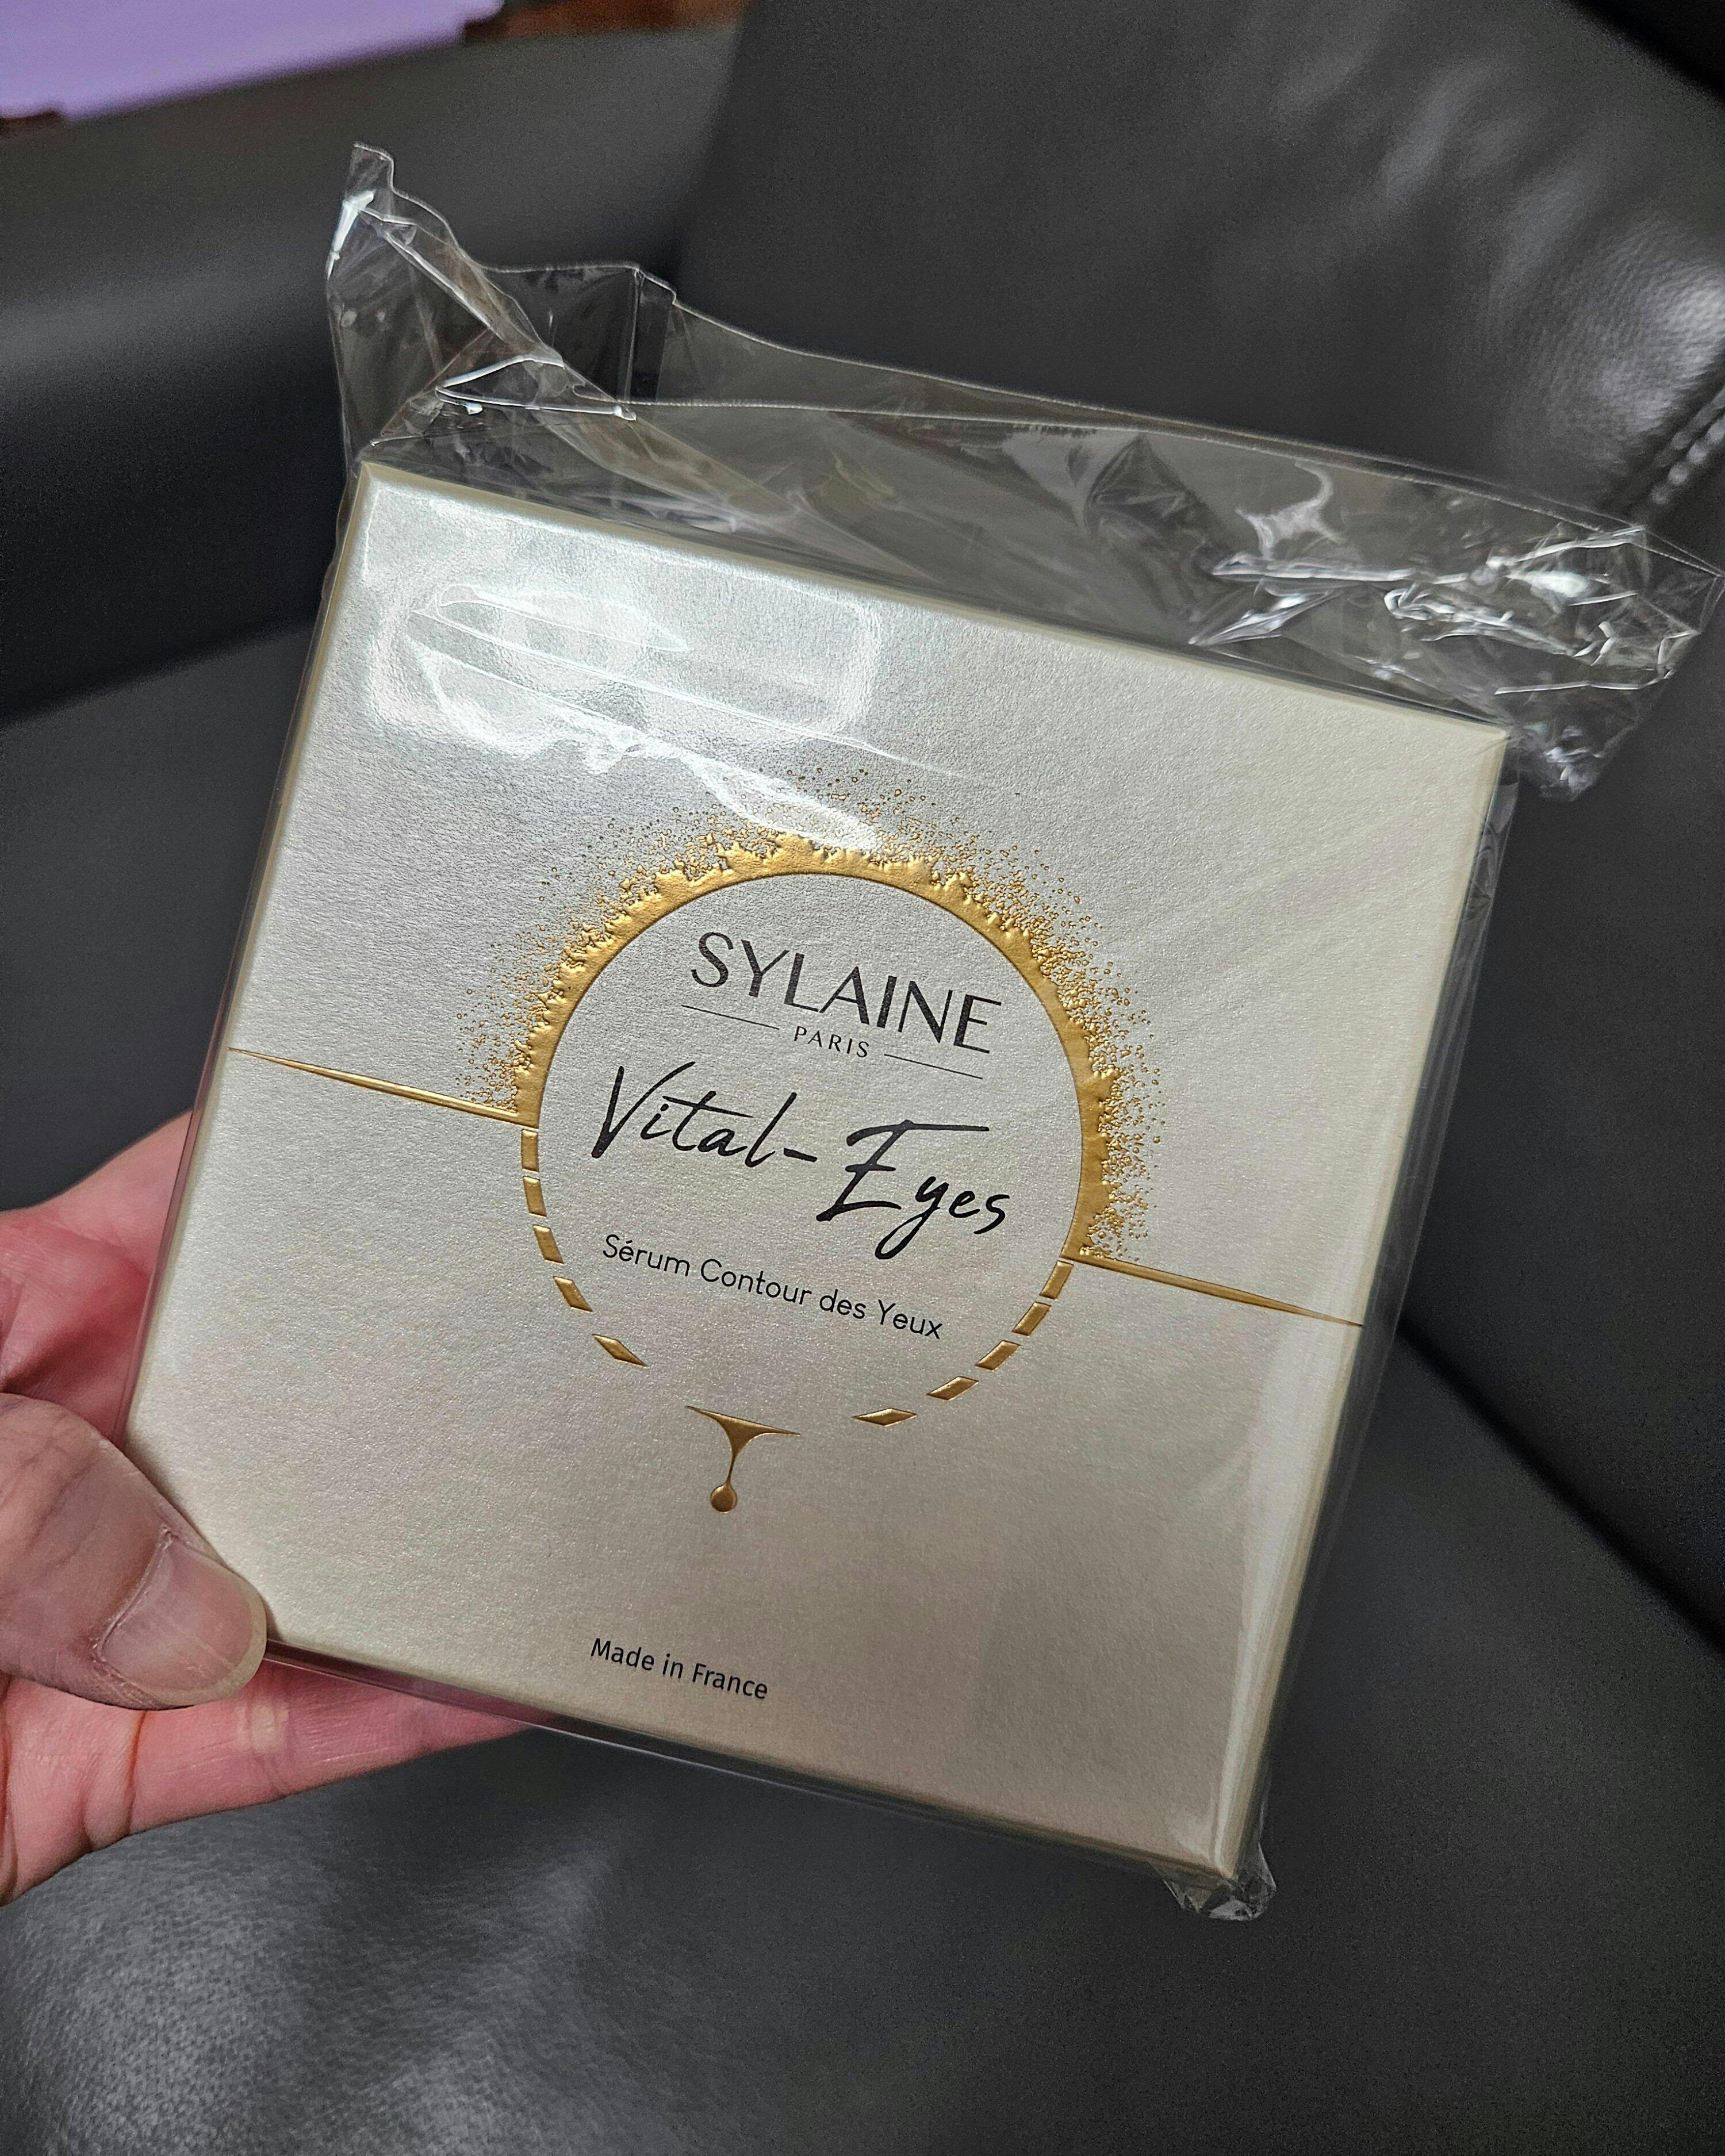 SYLAINE
PARIS
Vital-Eyes
Sérum Contour des Yeux
Made in France